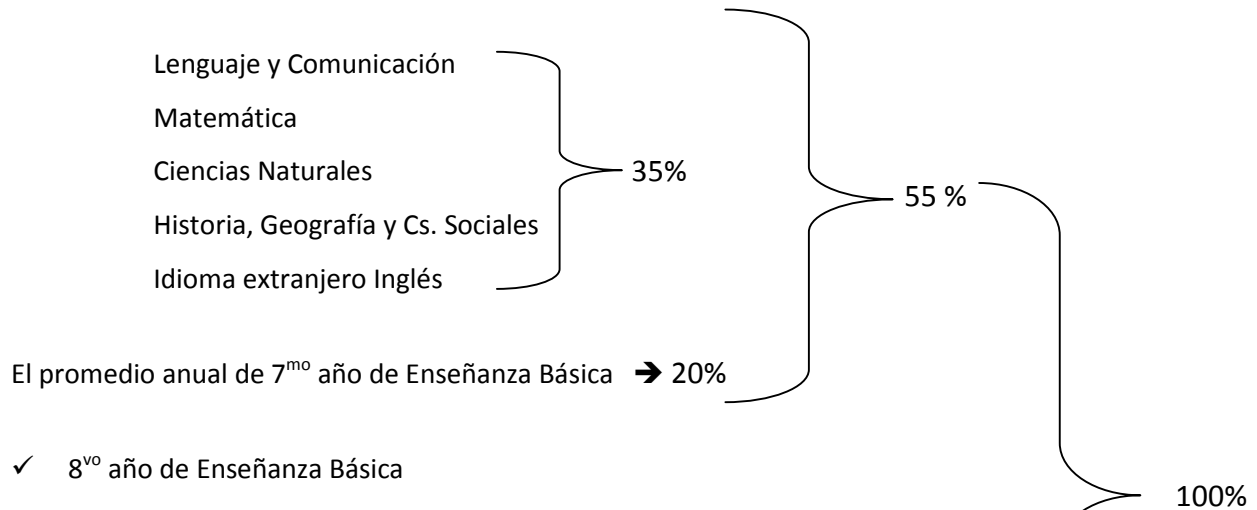 Lenguaje y Comunicación
Matemática
Ciencias Naturales
35%
55 %
Historia, Geografía y Cs. Sociales
Idioma extranjero Inglés
El promedio anual de 7mo año de Enseñanza Básica ➔ 20%
✓ 8vo año de Enseñanza Básica
100%